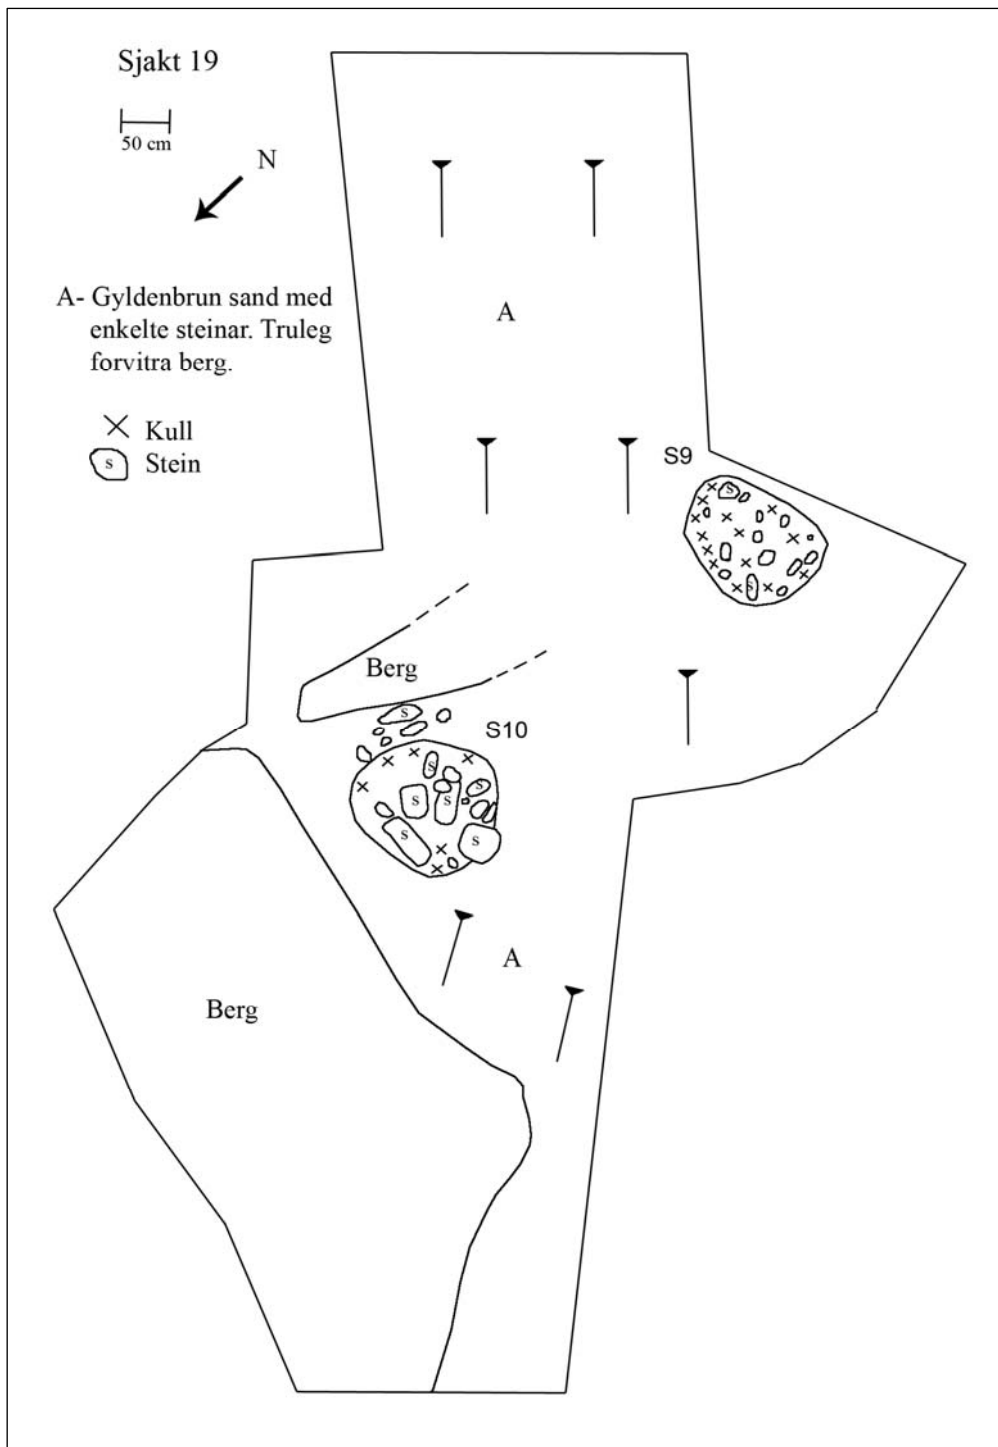 Sjakt 19
50 cm
N
A- Gyldenbrun sand med
enkelte steinar. Truleg
forvitra berg.
Kull
s Stein
A
S9
s
s
Berg
s
S10
s
s
s
s
s
s
A
Berg